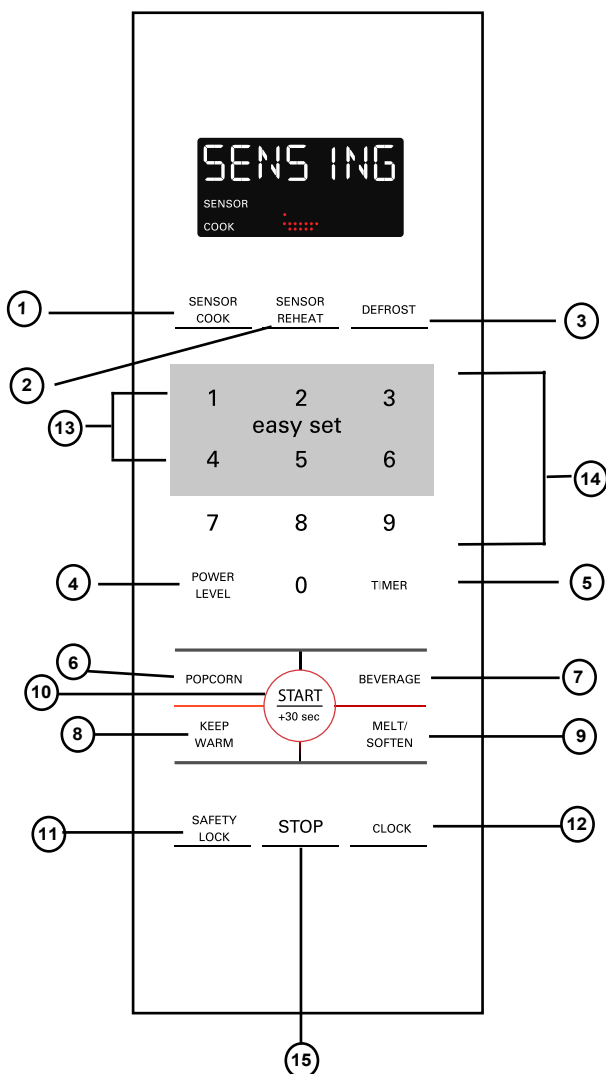 SENSING
SENSOR
COOK
1
SENSOR
COOK
SENSOR
REHEAT
DEFROST
3
2
1 2 3
13
easy set
4 5 6
14
7 8 9
4
POWER
LEVEL
0
TIMER
5
6
POPCORN
BEVERAGE
7
10
START
+30 sec
8
KEEP
WARM
MELT/
SOFTEN
9
11
SAFETY
LOCK
STOP
CLOCK
12
15